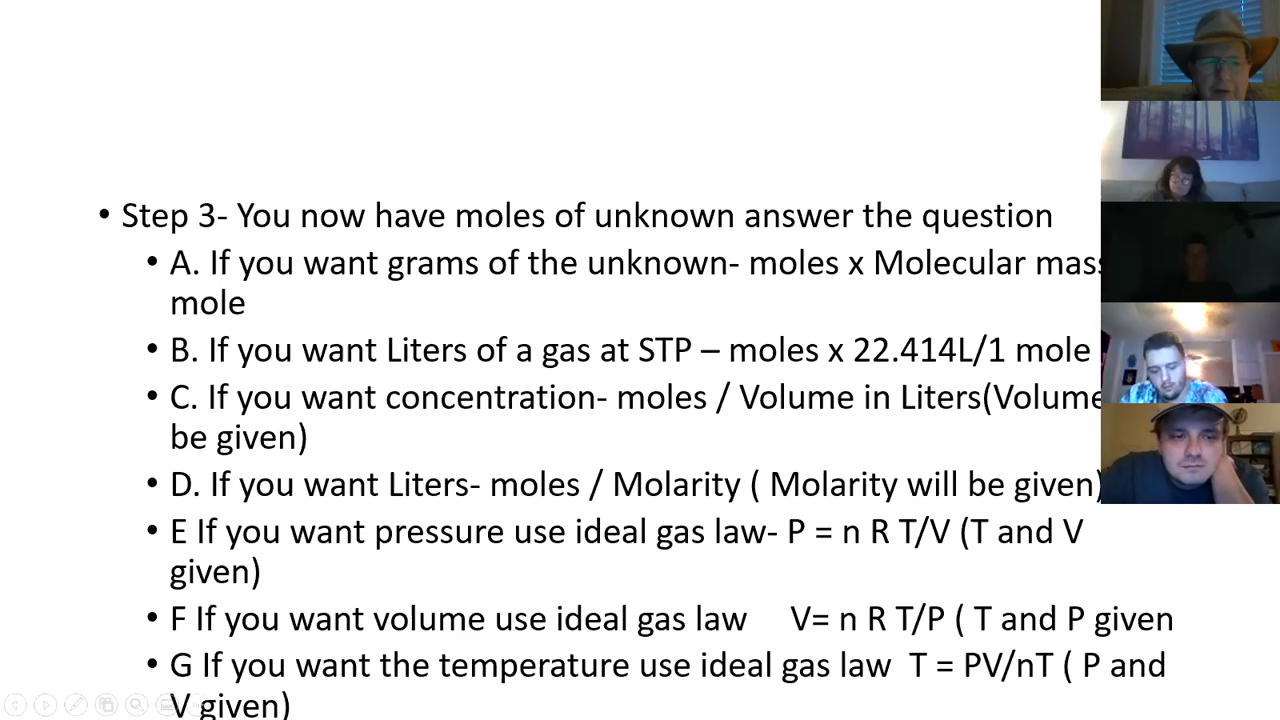 • Step 3- You now have moles of unknown answer the question
• A. If you want grams of the unknown- moles x Molecular mass
mole
• B. If you want Liters of a gas at STP – moles x 22.414L/1 mole
• C. If you want concentration- moles / Volume in Liters(Volume
be given)
• D. If you want Liters- moles / Molarity ( Molarity will be given)
• E If you want pressure use ideal gas law- P = n R T/V (T and V
given)
• F If you want volume use ideal gas law V= n R T/P ( T and P given
• G If you want the temperature use ideal gas law T = PV/nT ( P and
V given)